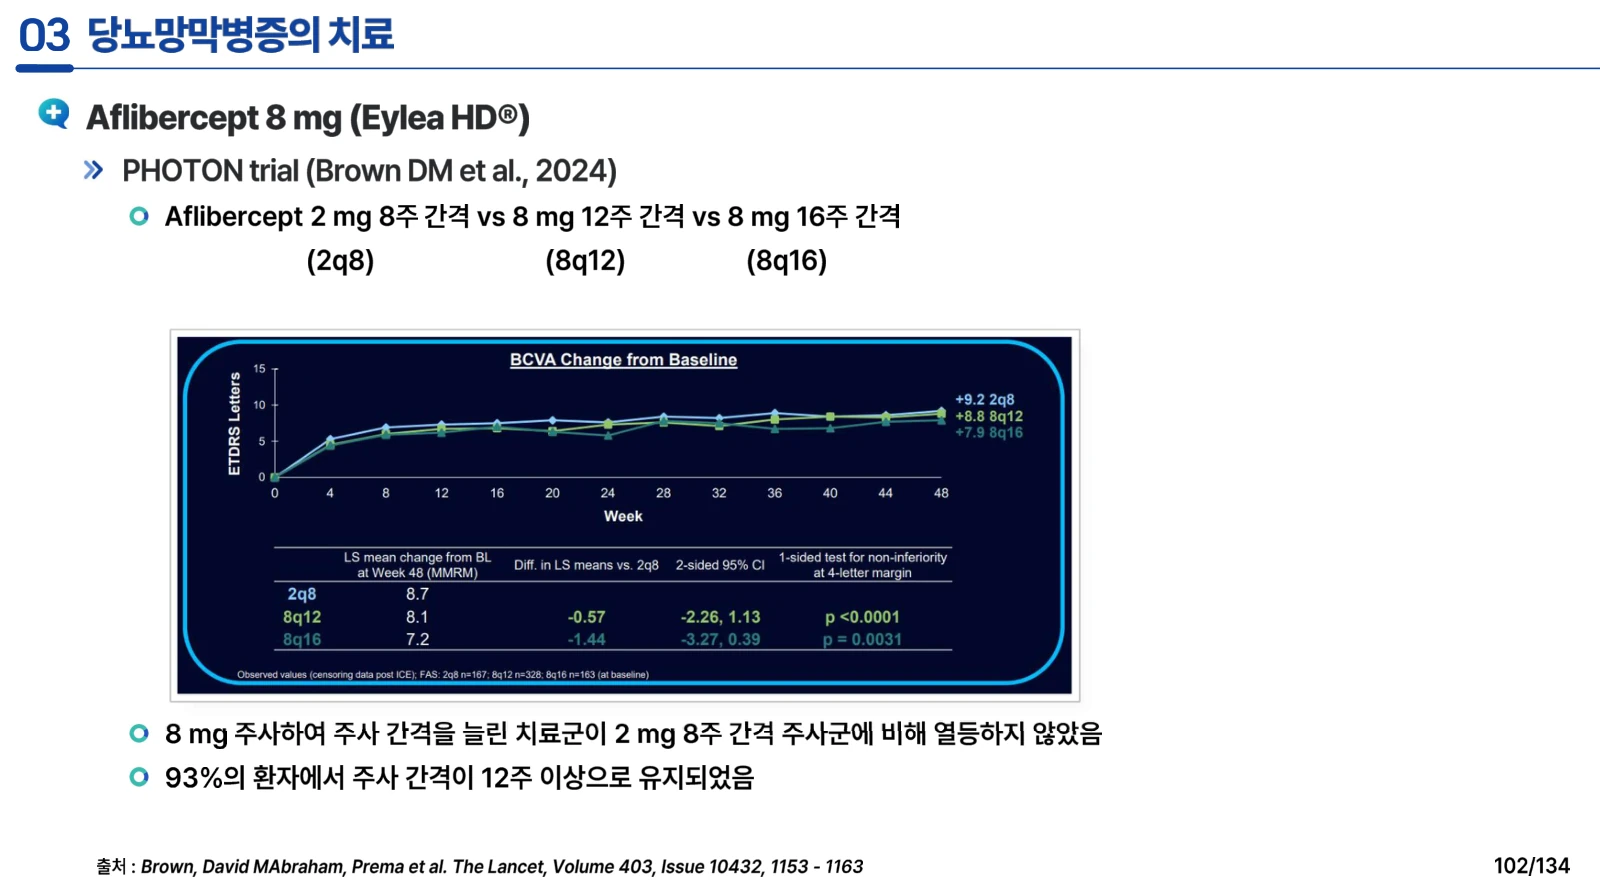 03 당뇨망막병증의 치료
Aflibercept 8 mg (Eylea HD®)
PHOTON trial (Brown DM et al., 2024)
Aflibercept 2 mg 8주 간격 vs 8 mg 12주 간격 vs 8 mg 16주 간격
(2q8) (8q12) (8q16)
BCVA Change from Baseline
ETDRS Letters
15
10
5
0
+9.2 2q8
+8.8 8q12
+7.9 8q16
0 4 8 12 16 20 24 28 32 36 40 44 48
Week
LS mean change from BL
at Week 48 (MMRM)
Diff. in LS means vs. 2q8
2-sided 95% CI
1-sided test for non-inferiority
at 4-letter margin
2q8 8.7
8q12 8.1 -0.57 -2.26, 1.13 p <0.0001
8q16 7.2 -1.44 -3.27, 0.39 p = 0.0031
Observed values (censoring data post ICE); FAS: 2q8 n=167; 8q12 n=328; 8q16 n=163 (at baseline)
8 mg 주사하여 주사 간격을 늘린 치료군이 2 mg 8주 간격 주사군에 비해 열등하지 않았음
93%의 환자에서 주사 간격이 12주 이상으로 유지되었음
출처 : Brown, David MAbraham, Prema et al. The Lancet, Volume 403, Issue 10432, 1153 - 1163
102/134